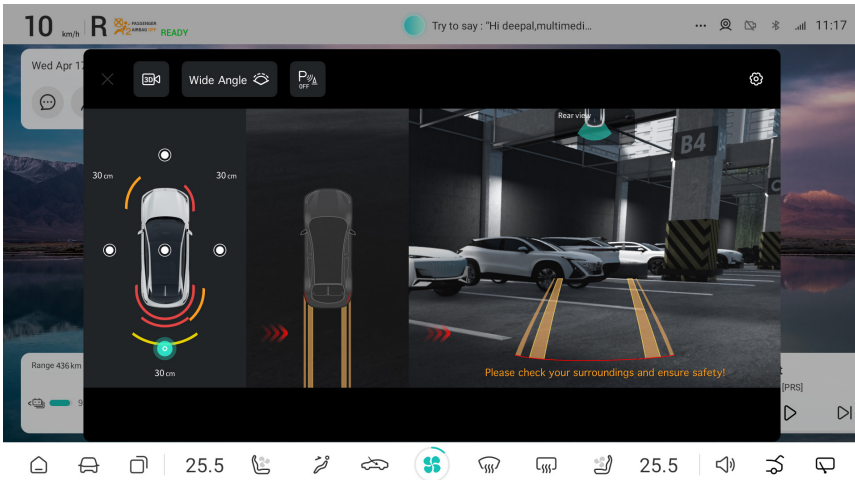 10 km/h R PASSENGER AIRBAG OFF READY
Try to say : "Hi deepal,multimedi...
11:17
Wed Apr 17
3D
Wide Angle
P OFF
Rear view
B4
30 cm
30 cm
30 cm
Please check your surroundings and ensure safety!
Range 436 km
9
[PRS]
25.5
25.5